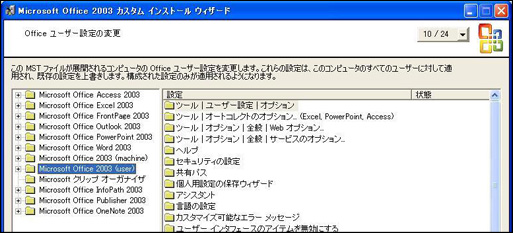 Microsoft Office 2003 カスタム インストール ウィザード
Office ユーザー設定の変更
10 / 24
この MST ファイルが展開されるコンピュータの Office ユーザー設定を変更します。これらの設定は、このコンピュータのすべてのユーザーに対して適
用され、既存の設定を上書きします。構成された設定のみが適用されるようになります。
Microsoft Office Access 2003
Microsoft Office Excel 2003
Microsoft Office FrontPage 2003
Microsoft Office Outlook 2003
Microsoft Office PowerPoint 2003
Microsoft Office Word 2003
Microsoft Office 2003 (machine)
Microsoft Office 2003 (user)
Microsoft クリップ オーガナイザ
Microsoft Office InfoPath 2003
Microsoft Office Publisher 2003
Microsoft Office OneNote 2003
設定
状態
ツール | ユーザー設定 | オプション
ツール | オートコレクトのオプション... (Excel, PowerPoint, Access)
ツール | オプション | 全般 | Web オプション...
ツール | オプション | 全般 | サービスのオプション...
ヘルプ
セキュリティの設定
共有パス
個人用設定の保存ウィザード
アシスタント
言語の設定
カスタマイズ可能なエラー メッセージ
ユーザー インタフェースのアイテムを無効にする